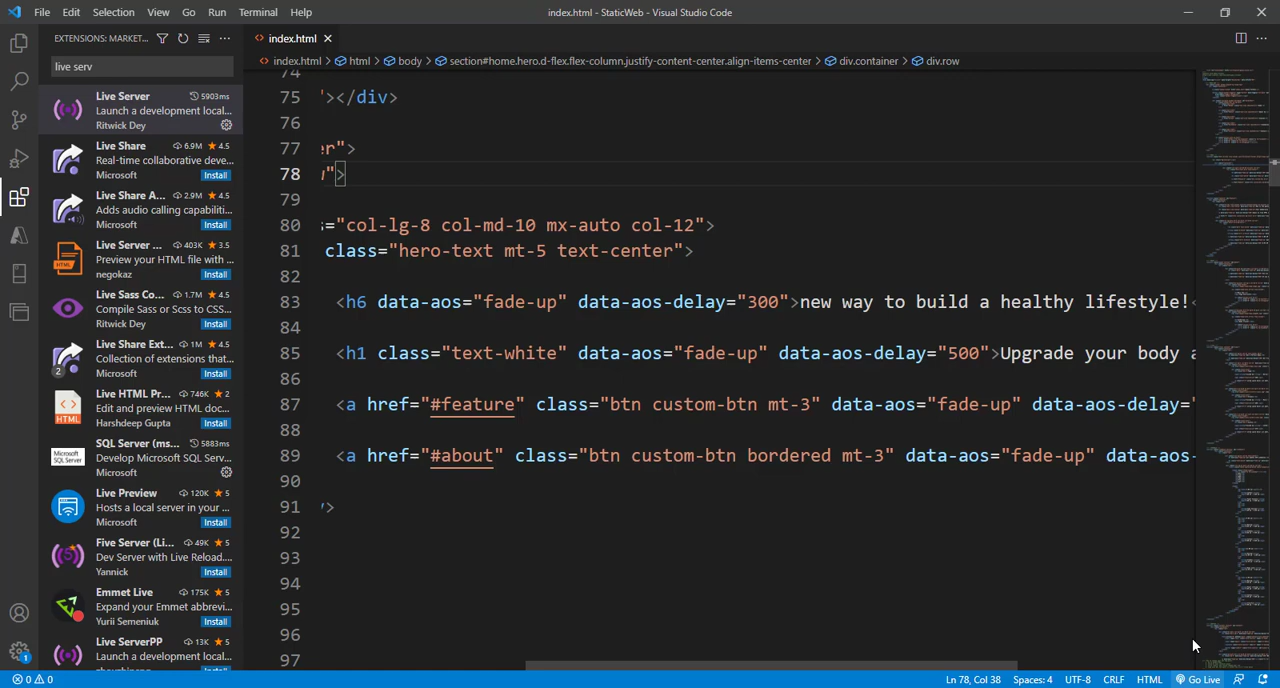 File Edit Selection View Go Run Terminal Help
index.html - StaticWeb - Visual Studio Code
EXTENSIONS: MARKET...
live serv
Live Server 5903ms
Launch a development local...
Ritwick Dey
Live Share 6.9M ★ 4.5
Real-time collaborative deve...
Microsoft Install
Live Share A... 2.9M ★ 4.5
Adds audio calling capabiliti...
Microsoft Install
Live Server ... 403K ★ 3.5
Preview your HTML file with ...
negokaz Install
Live Sass Co... 1.7M ★ 4.5
Compile Sass or Scss to CSS...
Ritwick Dey Install
Live Share Ext... 1M ★ 4.5
Collection of extensions that...
2 Microsoft Install
Live HTML Pr... 746K ★ 2
Edit and preview HTML doc...
HTML Harshdeep Gupta Install
SQL Server (ms... 5883ms
Microsoft SQL Server Develop Microsoft SQL Serv...
Microsoft
Live Preview 120K ★ 5
Hosts a local server in your ...
Microsoft Install
Five Server (Li... 49K ★ 5
Dev Server with Live Reload...
Yannick Install
Emmet Live 175K ★ 5
Expand your Emmet abbrevi...
Yurii Semeniuk Install
Live ServerPP 13K ★ 5
Launch a development local...
index.html
index.html > html > body > section#home.hero.d-flex.flex-column.justify-content-center.align-items-center > div.container > div.row
74
75 '></div>
76
77 er">
78 w">
79
80 s="col-lg-8 col-md-10 mx-auto col-12">
81 class="hero-text mt-5 text-center">
82
83 <h6 data-aos="fade-up" data-aos-delay="300">new way to build a healthy lifestyle!<
84
85 <h1 class="text-white" data-aos="fade-up" data-aos-delay="500">Upgrade your body a
86
87 <a href="#feature" class="btn custom-btn mt-3" data-aos="fade-up" data-aos-delay="
88
89 <a href="#about" class="btn custom-btn bordered mt-3" data-aos="fade-up" data-aos-
90
91 />
92
93
94
95
96
97
1
0 0 Ln 78, Col 38 Spaces: 4 UTF-8 CRLF HTML Go Live